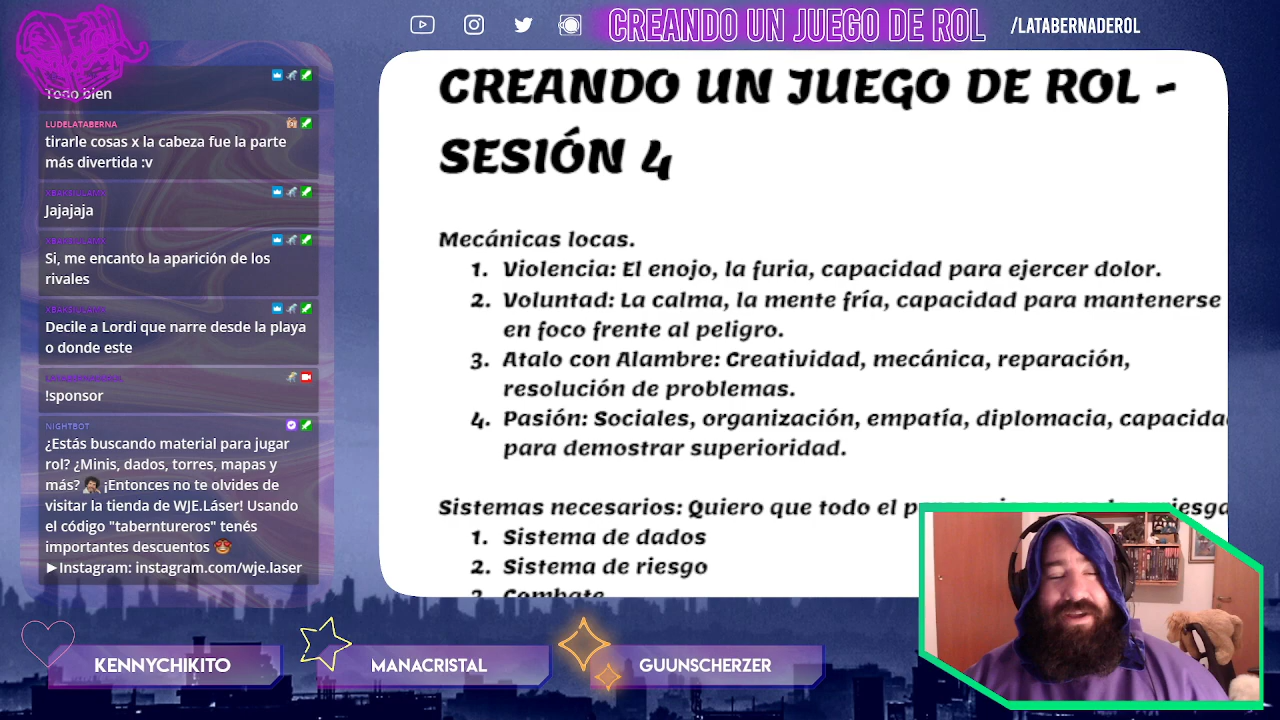 CREANDO UN JUEGO DE ROL
/LATABERNADEROL
Todo bien
LUDELATABERNA
tirarle cosas x la cabeza fue la parte
más divertida :v
Jajajaja
Si, me encanto la aparición de los
rivales
Decile a Lordi que narre desde la playa
o donde este
!sponsor
NIGHTBOT
¿Estás buscando material para jugar
rol? ¿Minis, dados, torres, mapas y
más? ¡Entonces no te olvides de
visitar la tienda de WJE.Láser! Usando
el código "taberntureros" tenés
importantes descuentos
►Instagram: instagram.com/wje.laser
CREANDO UN JUEGO DE ROL -
SESIÓN 4
Mecánicas locas.
1. Violencia: El enojo, la furia, capacidad para ejercer dolor.
2. Voluntad: La calma, la mente fría, capacidad para mantenerse
en foco frente al peligro.
3. Atalo con Alambre: Creatividad, mecánica, reparación,
resolución de problemas.
4. Pasión: Sociales, organización, empatía, diplomacia, capacida
para demostrar superioridad.
Sistemas necesarios: Quiero que todo el
1. Sistema de dados
2. Sistema de riesgo
3. Combate
KENNYCHIKITO
MANACRISTAL
GUUNSCHERZER